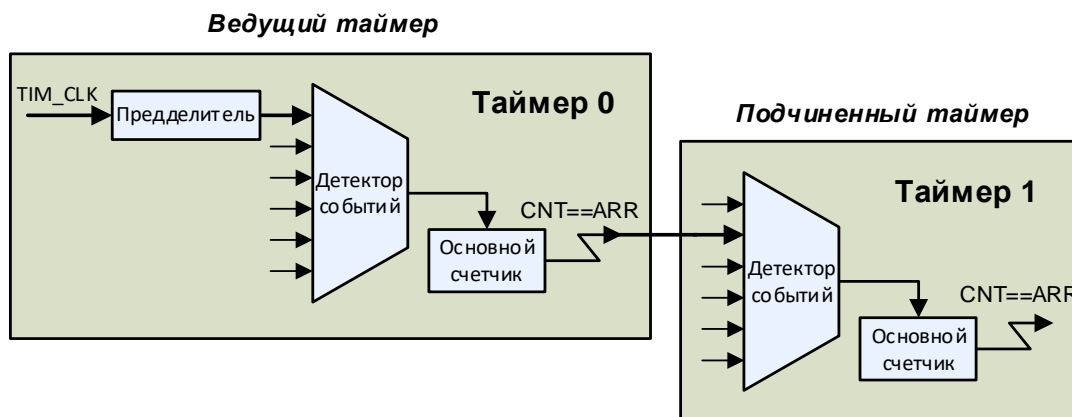 Ведущий таймер
TIM_CLK
Предделитель
Таймер 0
Детектор
событий
CNT==ARR
Основной
счетчик
Подчиненный таймер
Таймер 1
Детектор
событий
CNT==ARR
Основной
счетчик